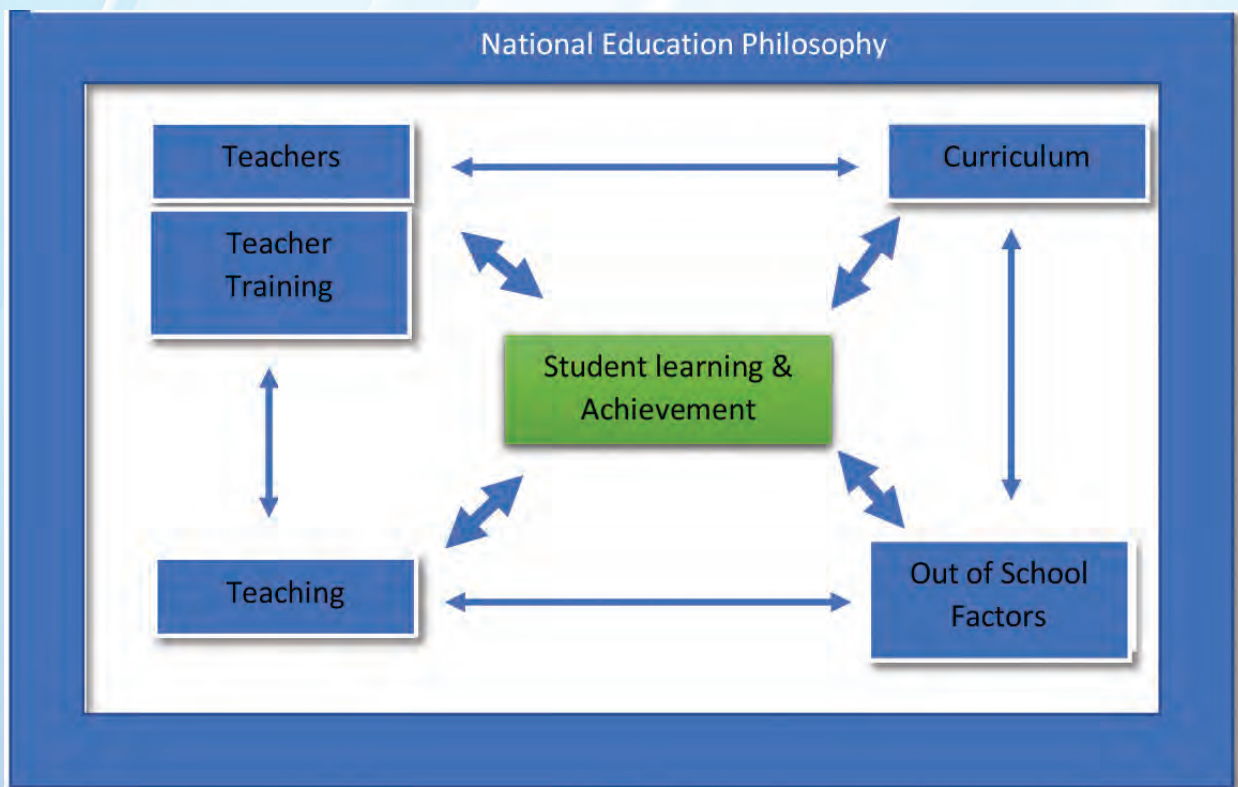 National Education Philosophy
Teachers
Curriculum
Teacher
Training
Student learning &
Achievement
Teaching
Out of School
Factors